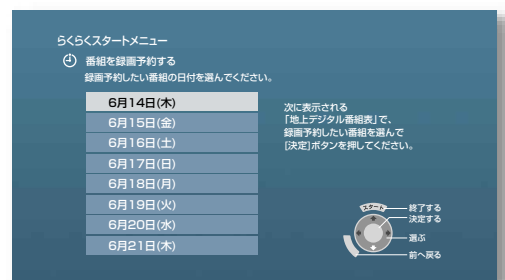 らくらくスタートメニュー
番組を録画予約する
録画予約したい番組の日付を選んでください。
6月14日(木)
6月15日(金)
6月16日(土)
6月17日(日)
6月18日(月)
6月19日(火)
6月20日(水)
6月21日(木)
次に表示される
「地上デジタル番組表」で、
録画予約したい番組を選んで
[決定]ボタンを押してください。
スタート
終了する
決定する
選ぶ
前へ戻る